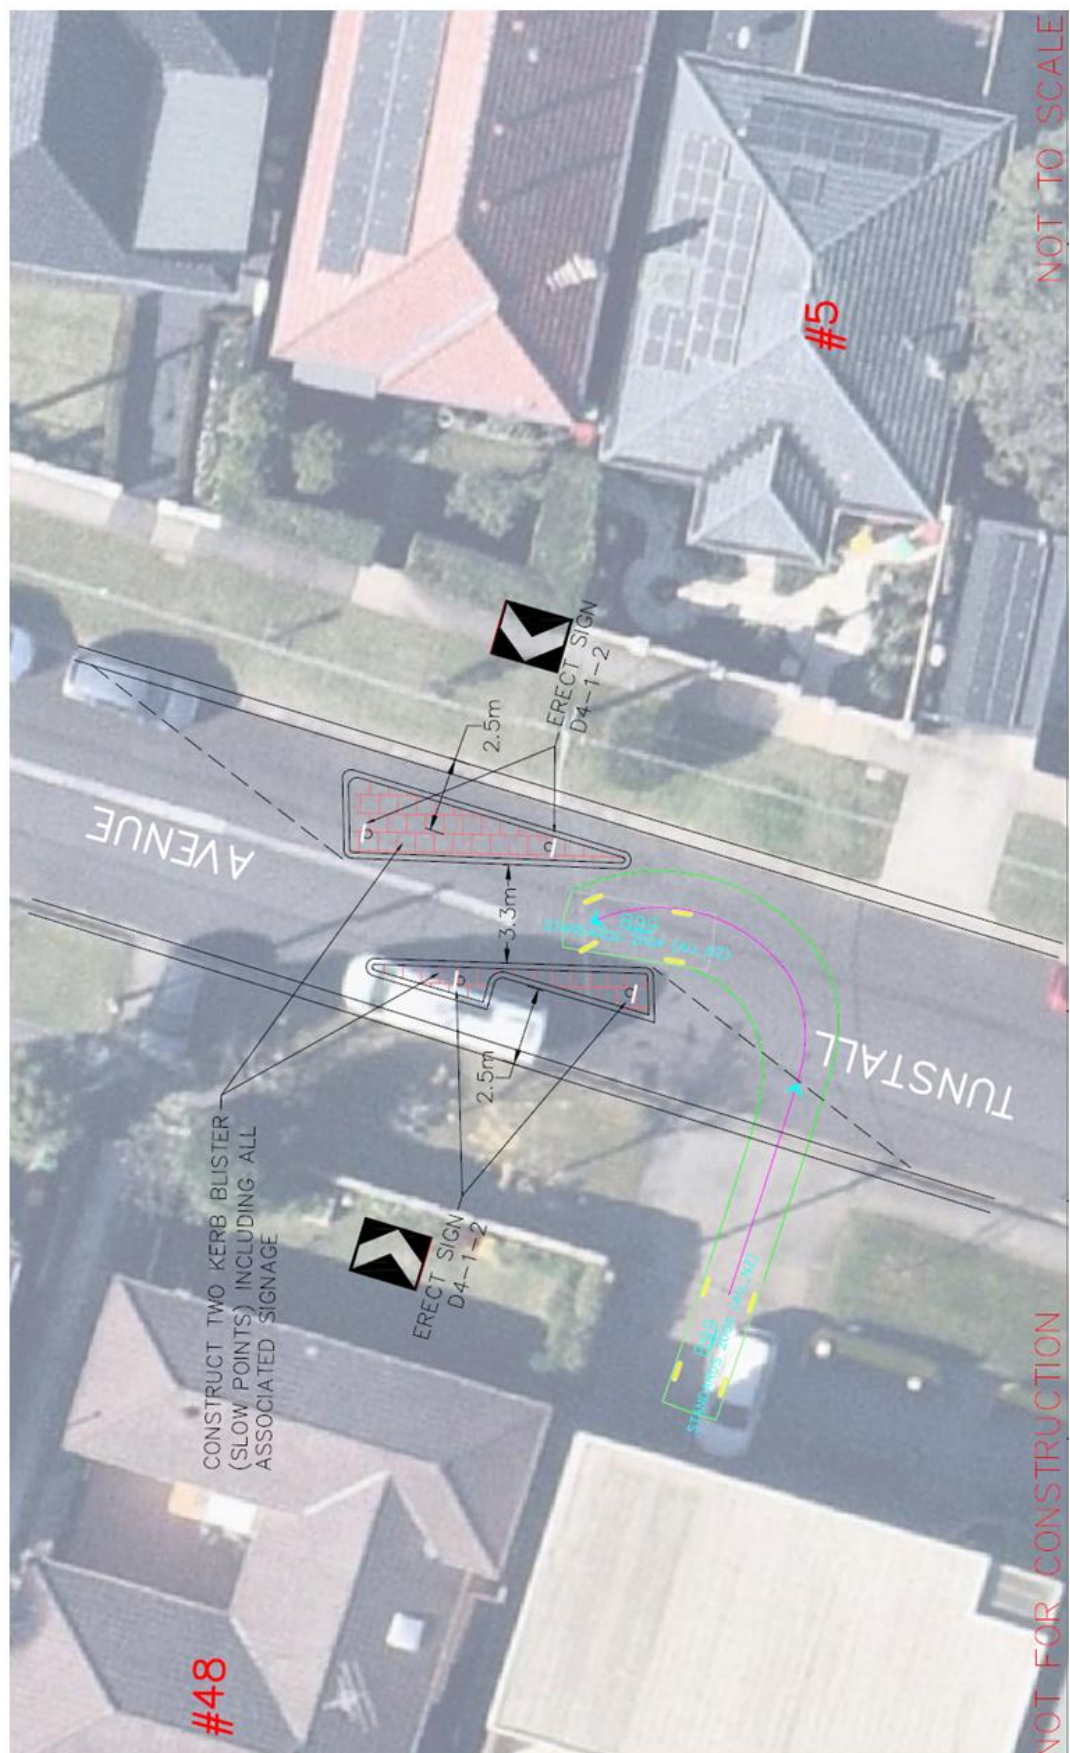 NOT TO SCALE
#5
ERECT SIGN
D4-1-2
2.5m
AVENUE
3.3m
2.5m
TUNSTALL
CONSTRUCT TWO KERB BLISTER
(SLOW POINTS) INCLUDING ALL
ASSOCIATED SIGNAGE
ERECT SIGN
D4-1-2
#48
NOT FOR CONSTRUCTION